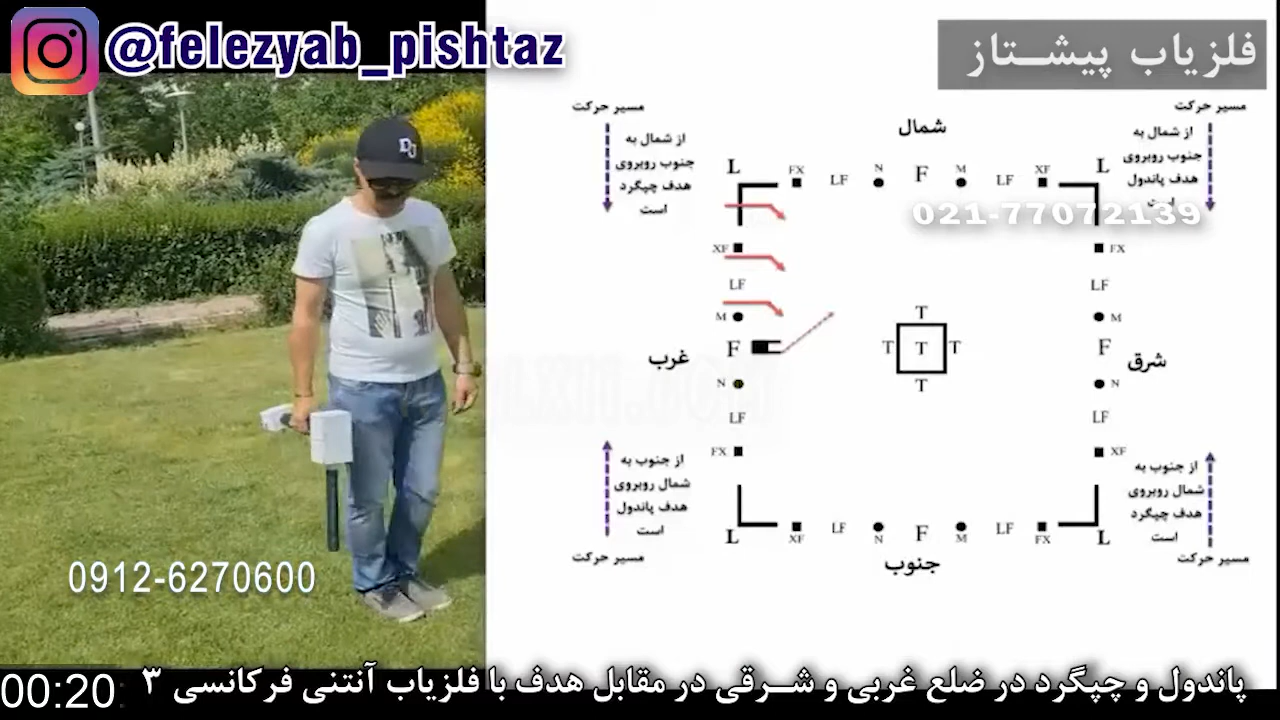 @felezyab_pishtaz
فلزیاب پیشـــتاز
مسیر حرکت
مسیر حرکت
شمال
از شمال به
جنوب روبروی
هدف چپگرد
است
از شمال به
جنوب روبروی
هدف پاندول
است
021-77072139
L FX LF N F M LF XF L
XF FX
LF LF
M M
T
غرب F T T T F شرق
T
N N
LF LF
FX XF
از جنوب به
شمال روبروی
هدف پاندول
است
از جنوب به
شمال روبروی
هدف چپگرد
است
L XF LF N F M LF FX L
مسیر حرکت
مسیر حرکت
جنوب
DJ
0912-6270600
پاندول و چپگرد در ضلع غربی و شــرقی در مقابل هدف با فلزیاب آنتنی فرکانسی ۳
00:20